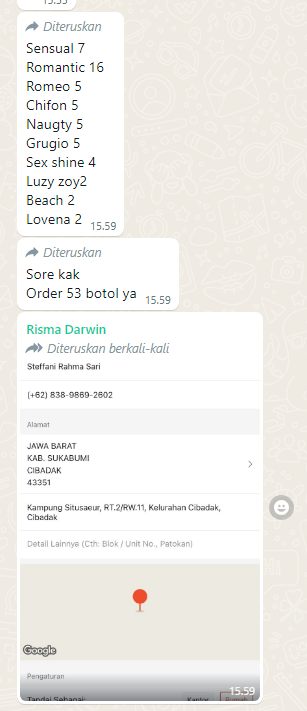 15.55
Diteruskan
Sensual 7
Romantic 16
Romeo 5
Chifon 5
Naugty 5
Grugio 5
Sex shine 4
Luzy zoy2
Beach 2
Lovena 2 15.59
Diteruskan
Sore kak
Order 53 botol ya 15.59
Risma Darwin
Diteruskan berkali-kali
Steffani Rahma Sari
(+62) 838-9869-2602
Alamat
JAWA BARAT
KAB. SUKABUMI
CIBADAK
43351
Kampung Situsaeur, RT.2/RW.11, Kelurahan Cibadak,
Cibadak
Detail Lainnya (Cth: Blok / Unit No., Patokan)
Google
Pengaturan
15.59
Tandai Sebagai: Kantor Rumah